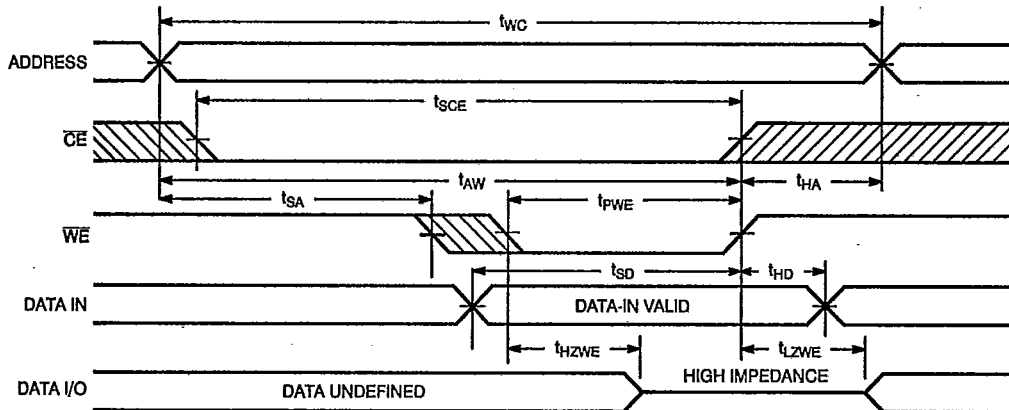 tWC
ADDRESS
tSCE
CE
tAW
tHA
tSA
tPWE
WE
tSD
tHD
DATA IN
DATA-IN VALID
tHZWE
tLZWE
HIGH IMPEDANCE
DATA I/O
DATA UNDEFINED